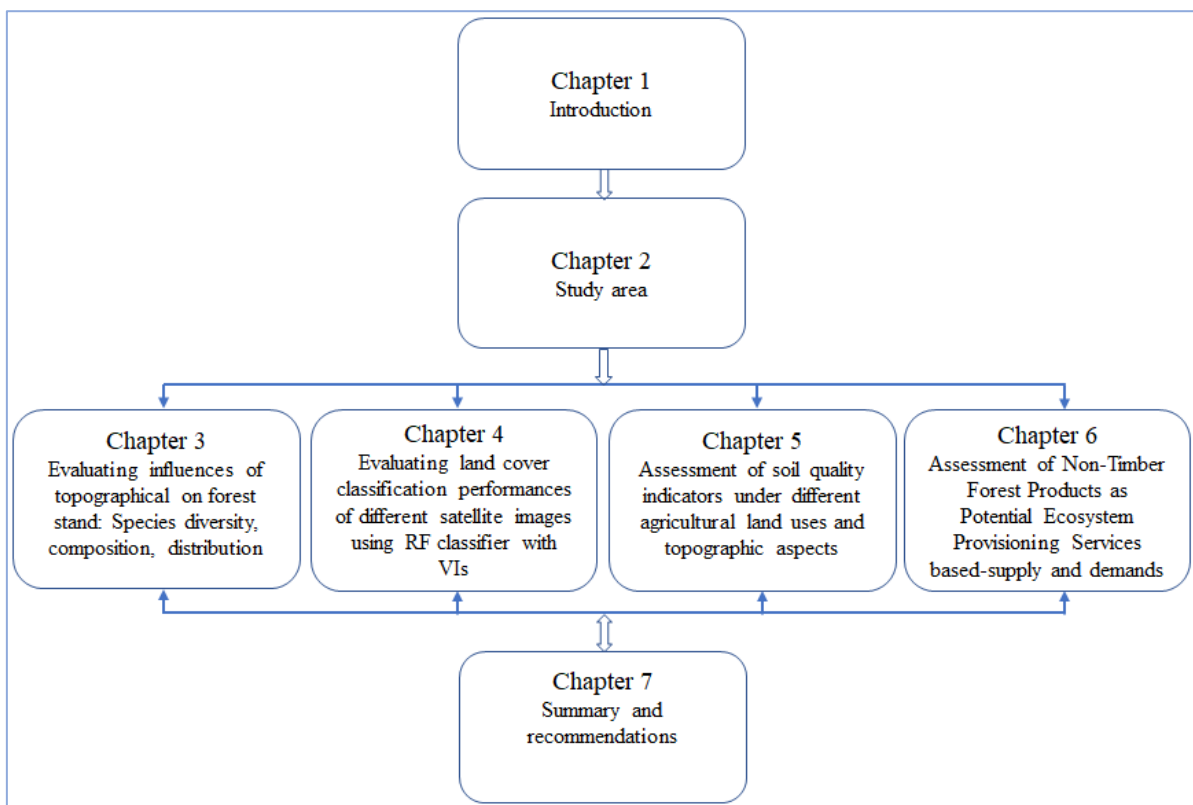 Chapter 1
Introduction
Chapter 2
Study area
Chapter 3
Evaluating influences of
topographical on forest
stand: Species diversity,
composition, distribution
Chapter 4
Evaluating land cover
classification performances
of different satellite images
using RF classifier with
VIs
Chapter 5
Assessment of soil quality
indicators under different
agricultural land uses and
topographic aspects
Chapter 6
Assessment of Non-Timber
Forest Products as
Potential Ecosystem
Provisioning Services
based-supply and demands
Chapter 7
Summary and
recommendations